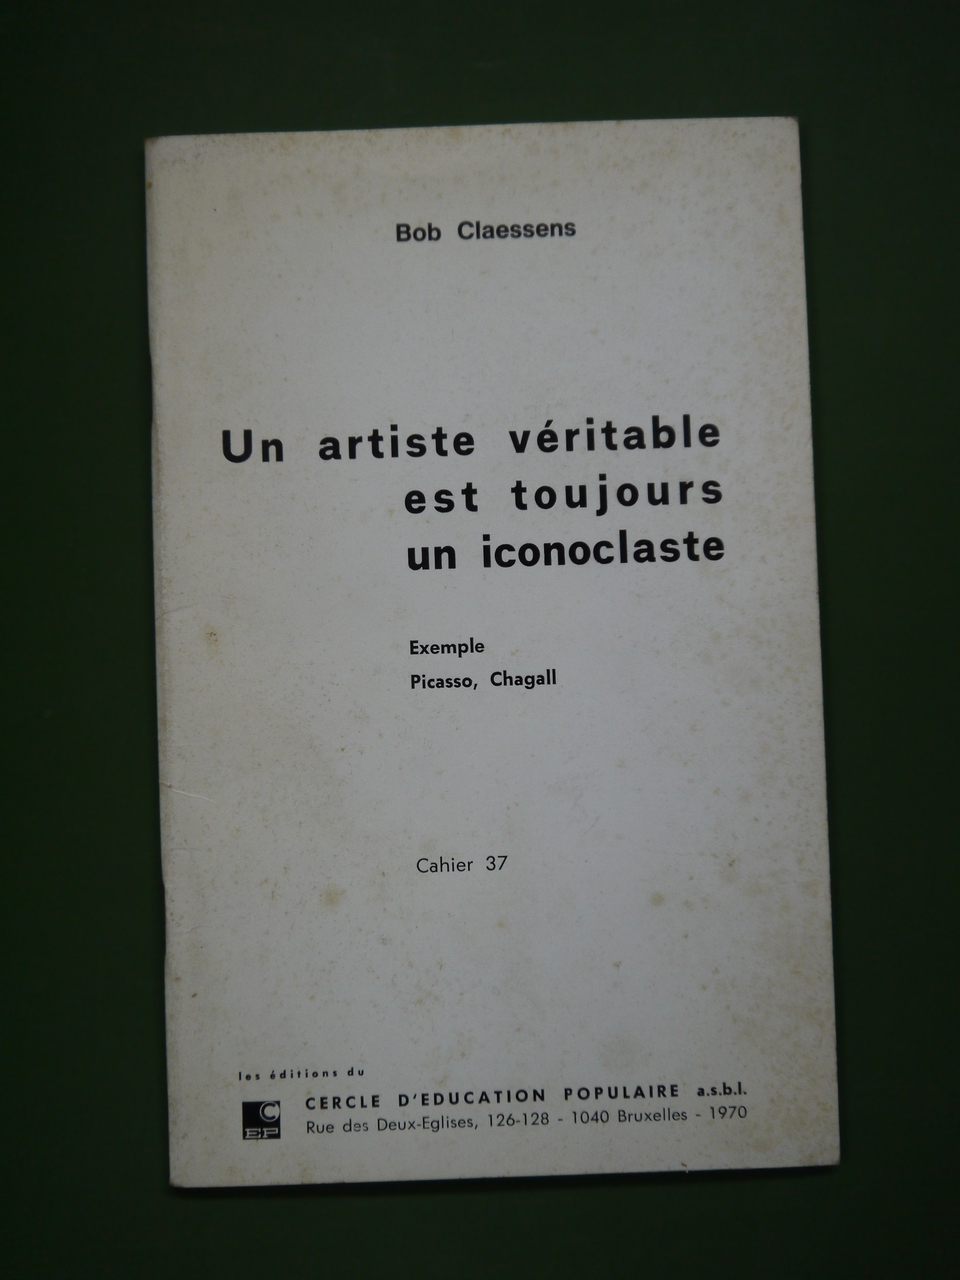 Bob Claessens
Un artiste véritable
est toujours
un iconoclaste
Exemple
Picasso, Chagall
Cahier 37
les éditions du
CEP
CERCLE D'EDUCATION POPULAIRE a.s.b.l.
Rue des Deux-Eglises, 126-128 - 1040 Bruxelles - 1970